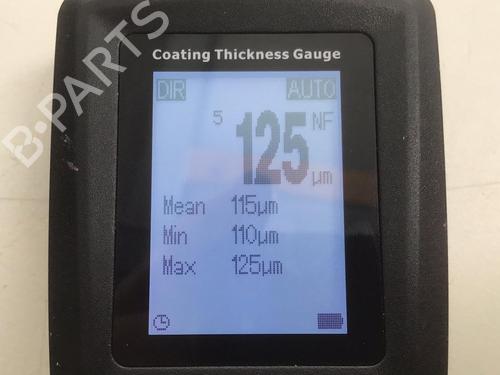 B-PARTS
Coating Thickness Gauge
DIR AUTO
5 125 NF
µm
Mean 115µm
Min 110µm
Max 125µm